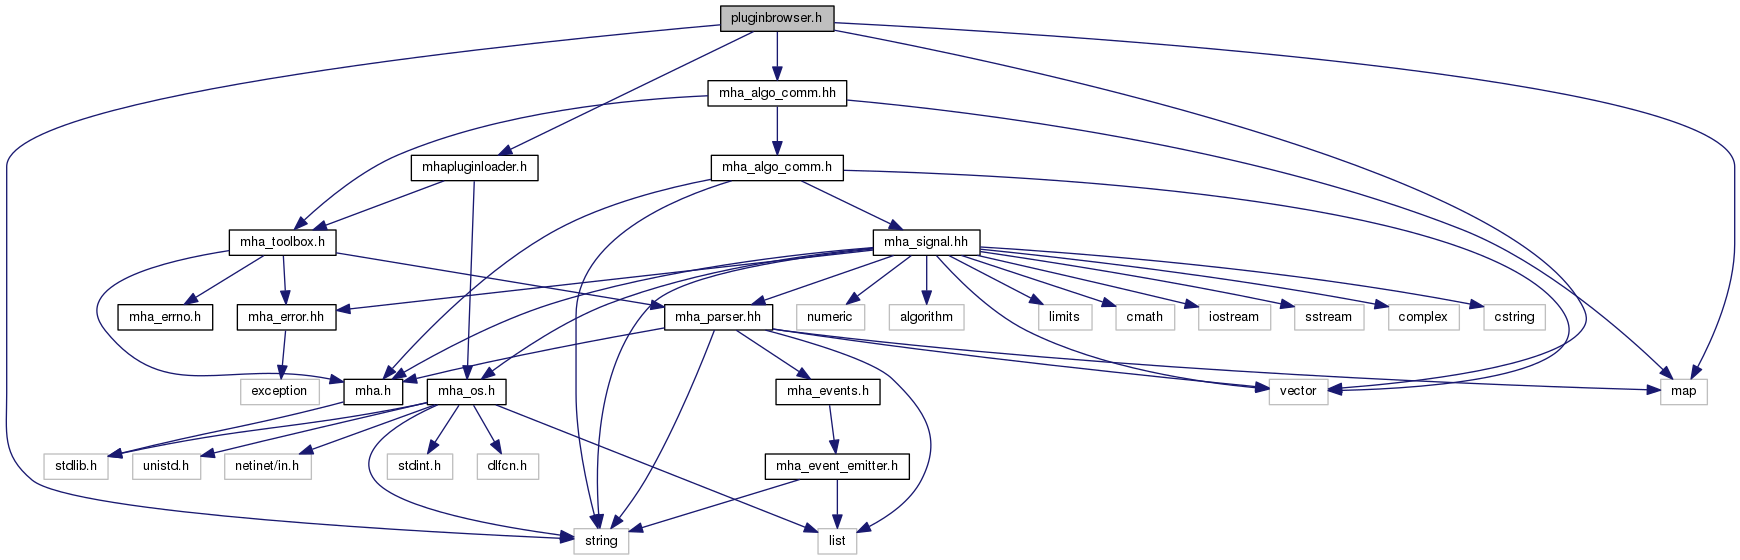 pluginbrowser.h
mha_algo_comm.hh
mhapluginloader.h
mha_algo_comm.h
mha_toolbox.h
mha_signal.hh
mha_errno.h
mha_error.hh
mha_parser.hh
numeric
algorithm
limits
cmath
iostream
sstream
complex
cstring
exception
mha.h
mha_os.h
mha_events.h
vector
map
stdlib.h
unistd.h
netinet/in.h
stdint.h
dlfcn.h
mha_event_emitter.h
string
list